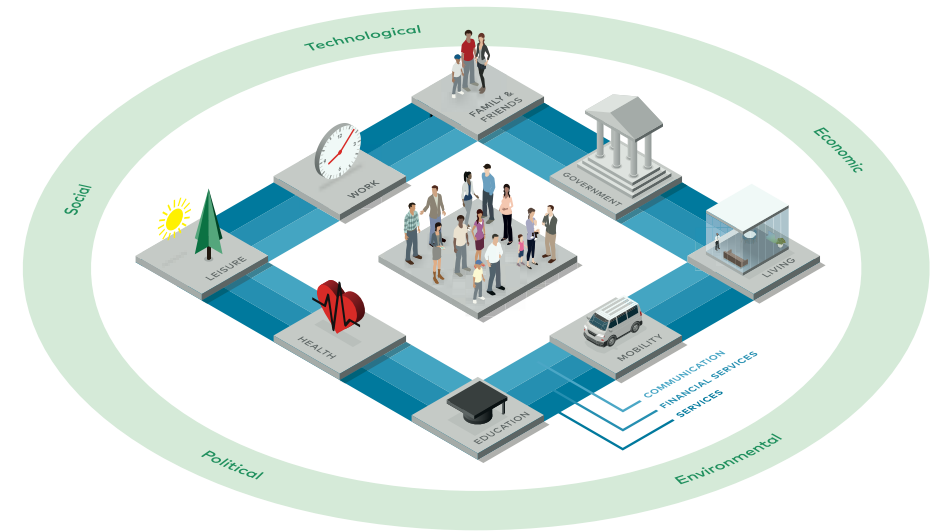 Technological
Economic
Social
FAMILY &
FRIENDS
WORK
GOVERNMENT
LEISURE
LIVING
HEALTH
MOBILITY
EDUCATION
COMMUNICATION
FINANCIAL SERVICES
SERVICES
Political
Environmental